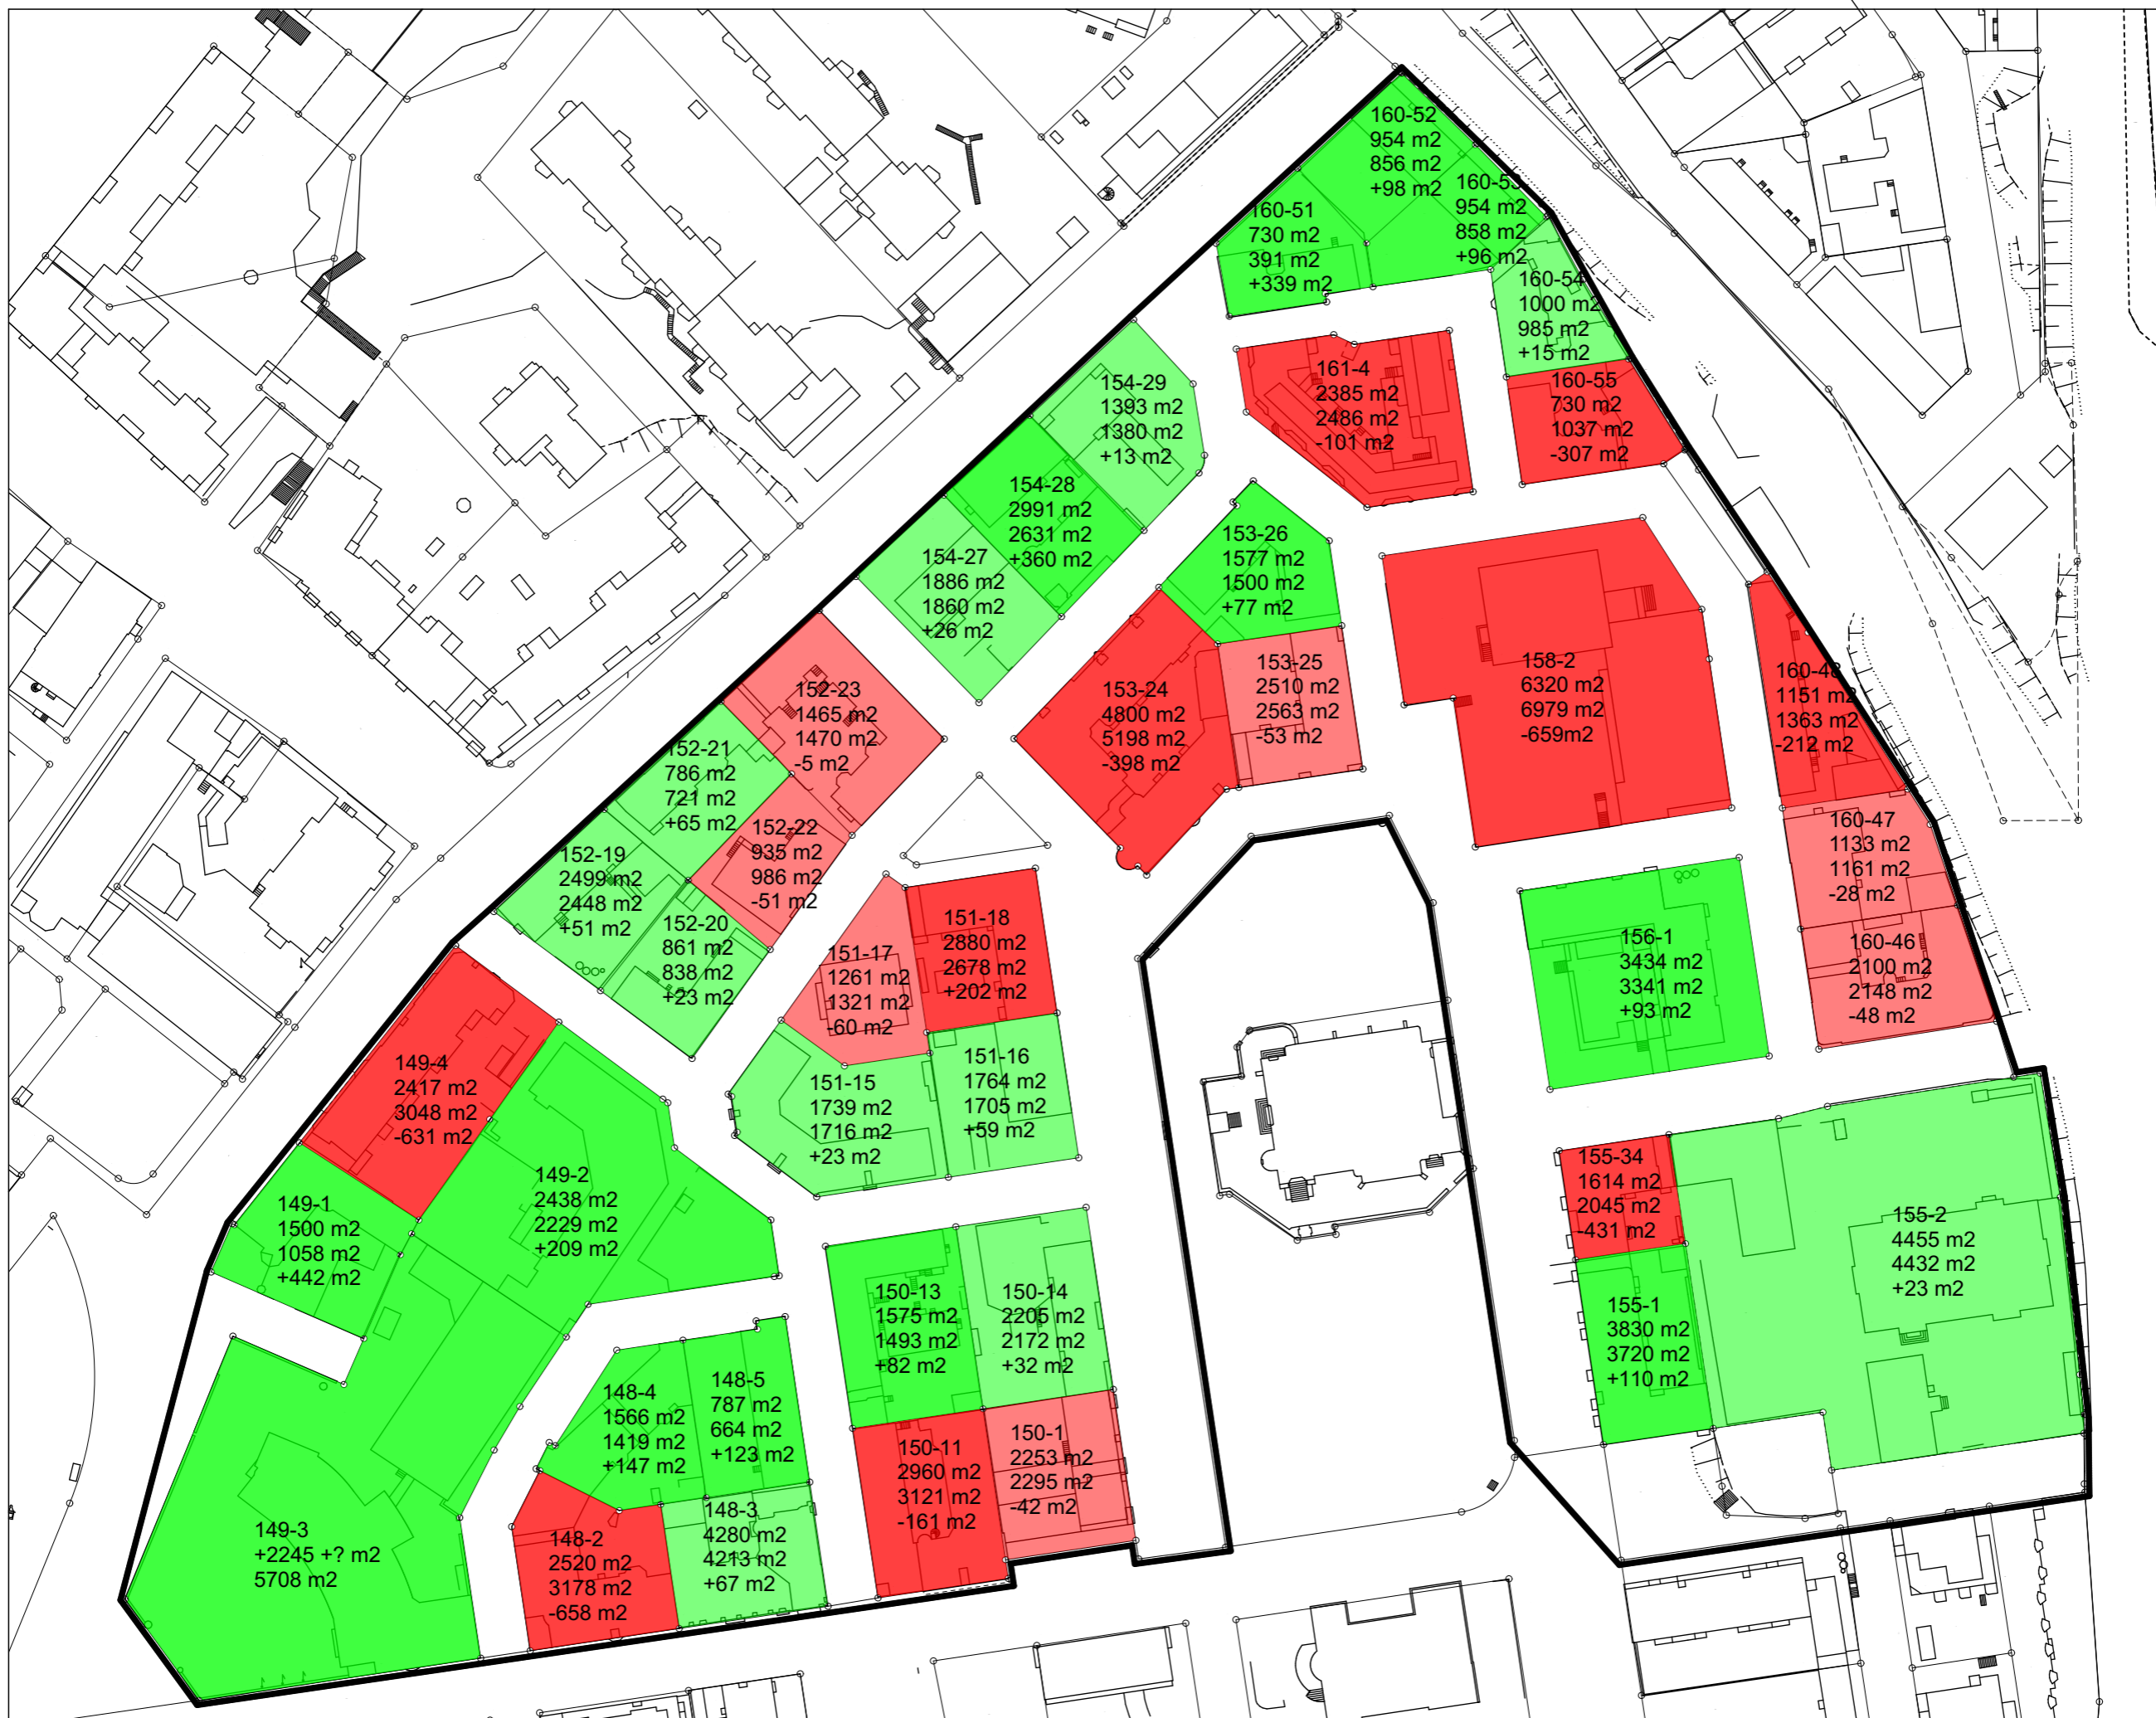 160-52
954 m2
856 m2
+98 m2
160-53
954 m2
858 m2
+96 m2
160-51
730 m2
391 m2
+339 m2
160-54
1000 m2
985 m2
+15 m2
161-4
2385 m2
2486 m2
-101 m2
160-55
730 m2
1037 m2
-307 m2
154-29
1393 m2
1380 m2
+13 m2
154-28
2991 m2
2631 m2
+360 m2
153-26
1577 m2
1500 m2
+77 m2
154-27
1886 m2
1860 m2
+26 m2
153-25
2510 m2
2563 m2
-53 m2
158-2
6320 m2
6979 m2
-659m2
160-48
1151 m2
1363 m2
-212 m2
152-23
1465 m2
1470 m2
-5 m2
153-24
4800 m2
5198 m2
-398 m2
152-21
786 m2
721 m2
+65 m2
152-22
935 m2
986 m2
-51 m2
160-47
1133 m2
1161 m2
-28 m2
152-19
2499 m2
2448 m2
+51 m2
152-20
861 m2
838 m2
+23 m2
151-18
2880 m2
2678 m2
+202 m2
151-17
1261 m2
1321 m2
-60 m2
156-1
3434 m2
3341 m2
+93 m2
160-46
2100 m2
2148 m2
-48 m2
149-4
2417 m2
3048 m2
-631 m2
151-16
1764 m2
1705 m2
+59 m2
151-15
1739 m2
1716 m2
+23 m2
155-34
1614 m2
2045 m2
-431 m2
149-2
2438 m2
2229 m2
+209 m2
149-1
1500 m2
1058 m2
+442 m2
155-2
4455 m2
4432 m2
+23 m2
150-13
1575 m2
1493 m2
+82 m2
150-14
2205 m2
2172 m2
+32 m2
155-1
3830 m2
3720 m2
+110 m2
148-5
787 m2
664 m2
+123 m2
148-4
1566 m2
1419 m2
+147 m2
150-11
2960 m2
3121 m2
-161 m2
150-1
2253 m2
2295 m2
-42 m2
148-3
4280 m2
4213 m2
+67 m2
149-3
+2245 +? m2
5708 m2
148-2
2520 m2
3178 m2
-658 m2